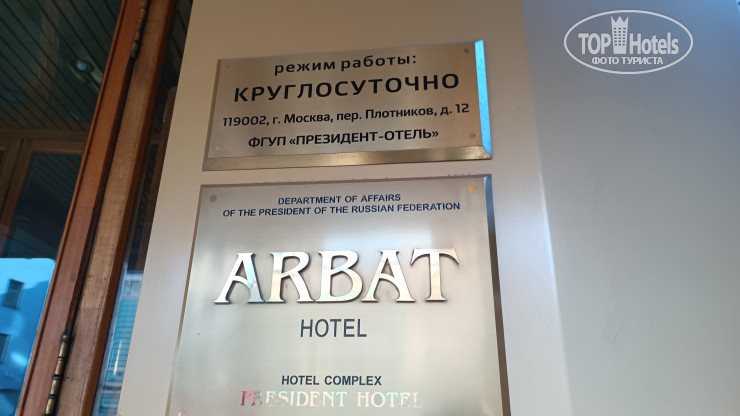 TOP Hotels
ФОТО ТУРИСТА
режим работы:
КРУГЛОСУТОЧНО
119002, г. Москва, пер. Плотников, д. 12
ФГУП «ПРЕЗИДЕНТ-ОТЕЛЬ»
DEPARTMENT OF AFFAIRS
OF THE PRESIDENT OF THE RUSSIAN FEDERATION
ARBAT
HOTEL
HOTEL COMPLEX
PRESIDENT HOTEL